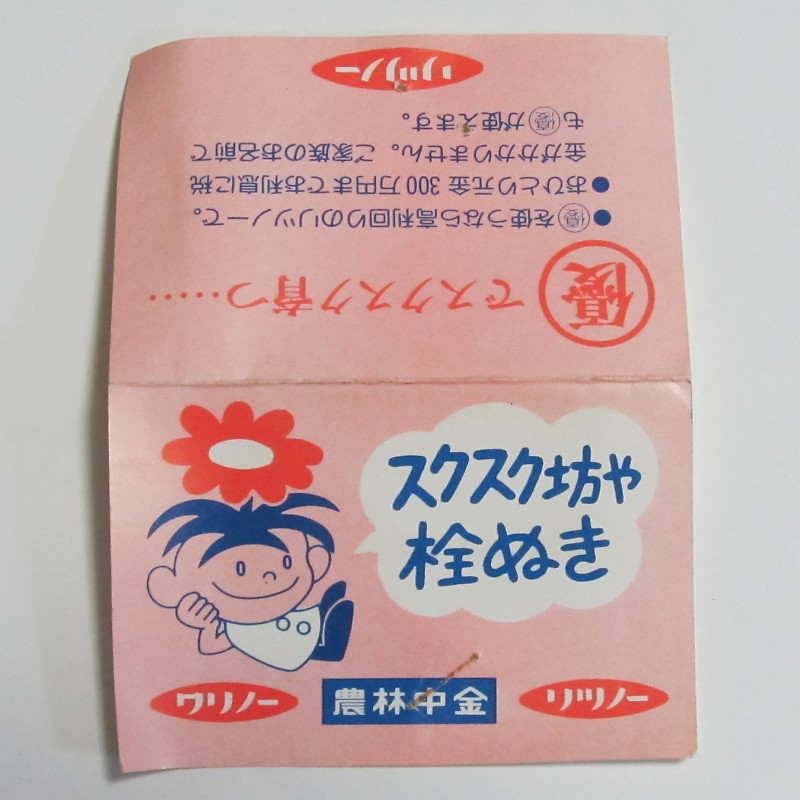 リツノー
優でスクスク育つ……
●優を使うなら高利回りのリツノーで。
●おひとり元金300万円までお利息に税
金がかかりません。ご家族のお名前で
も優が使えます。
スクスク坊や
栓ぬき
ワリノー
農林中金
リツノー